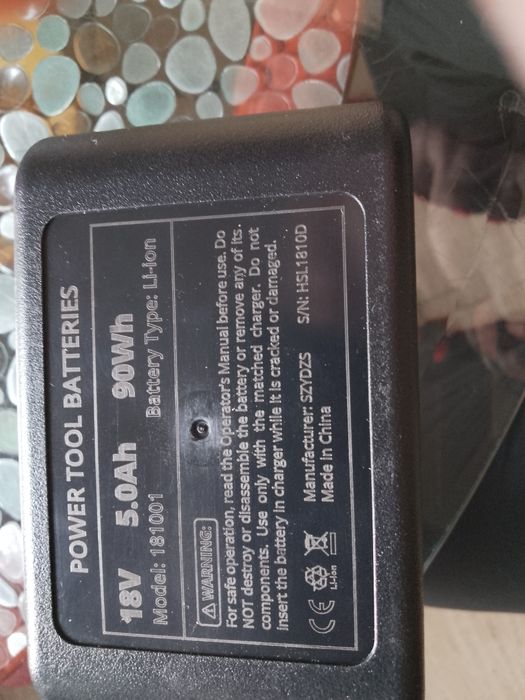 POWER TOOL BATTERIES
18V 5.0Ah 90Wh
Model: 181001 Battery Type: Li-ion
⚠ WARNING:
For safe operation, read the Operator's Manual before use. Do
NOT destroy or disassemble the battery or remove any of its.
components. Use only with the matched charger. Do not
insert the battery in charger while it is cracked or damaged.
CE Li-ion
Manufacturer: SZYDZS S/N: HSL1810D
Made in China